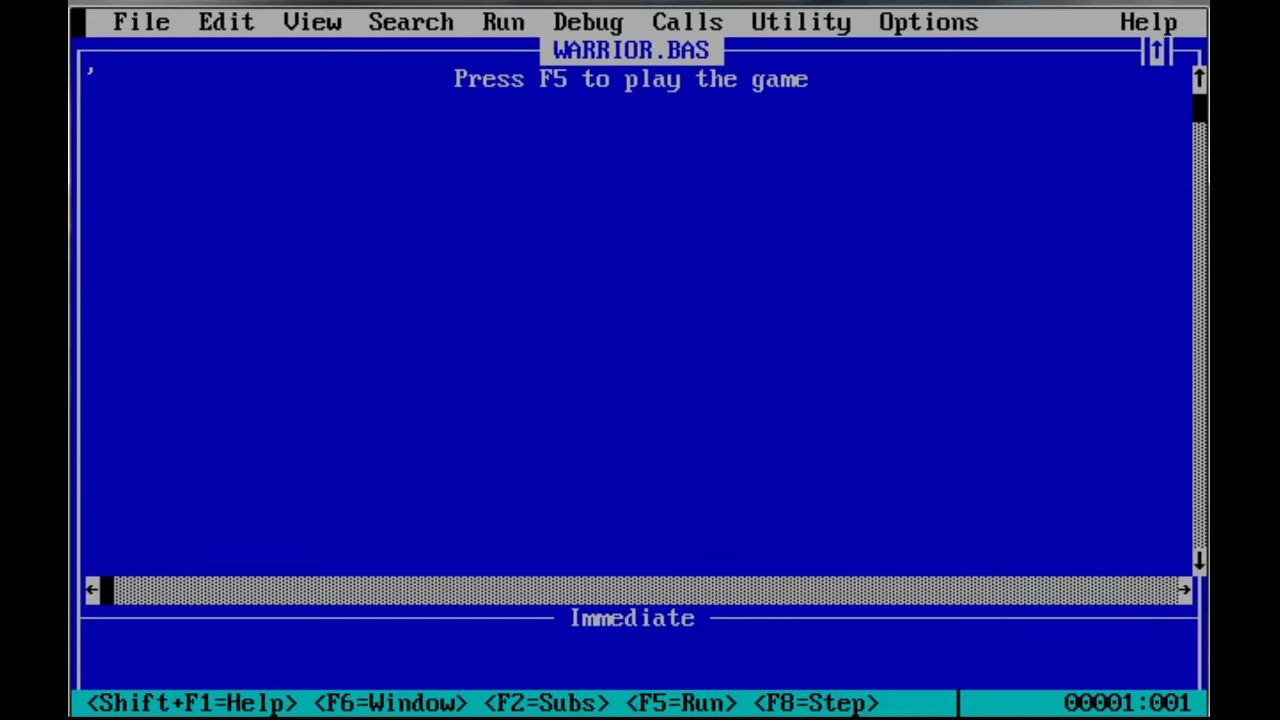 File Edit View Search Run Debug Calls Utility Options Help
WARRIOR.BAS
'
Press F5 to play the game
Immediate
<Shift+F1=Help> <F6=Window> <F2=Subs> <F5=Run> <F8=Step> 00001:001